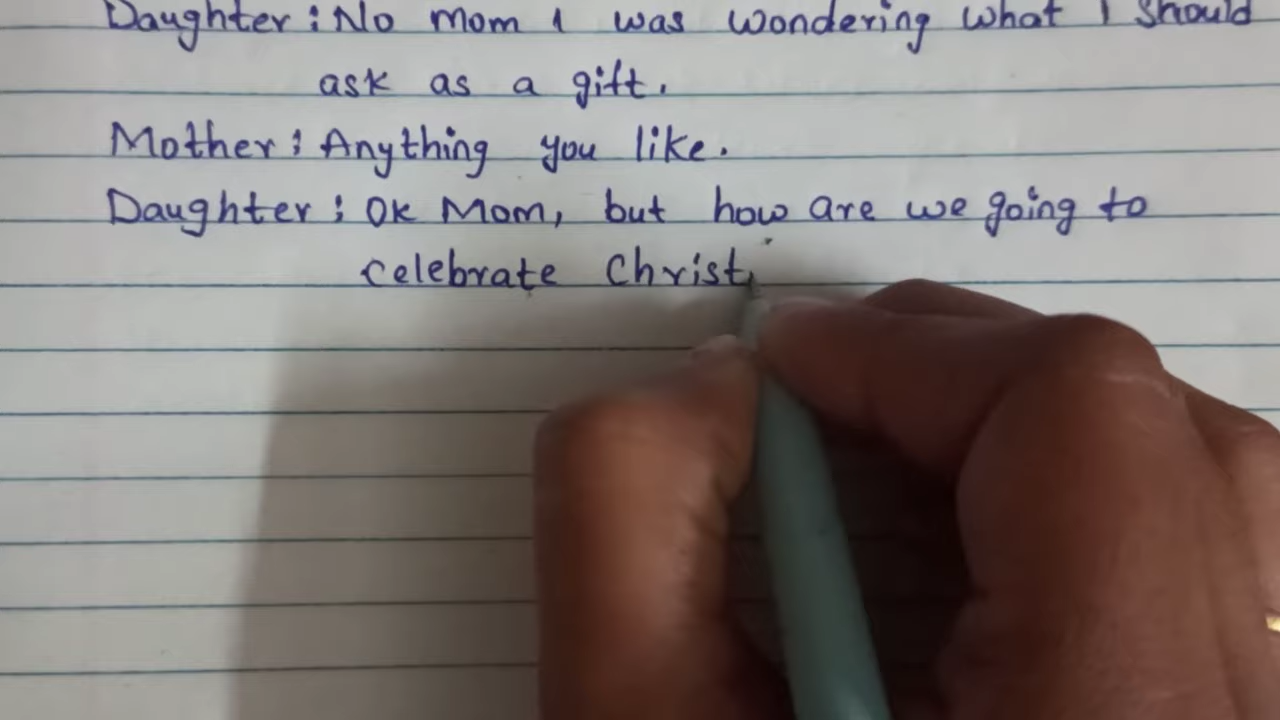 Daughter : No mom I was wondering what I should
ask as a gift.
Mother : Anything you like.
Daughter : Ok Mom, but how are we going to
celebrate Christ